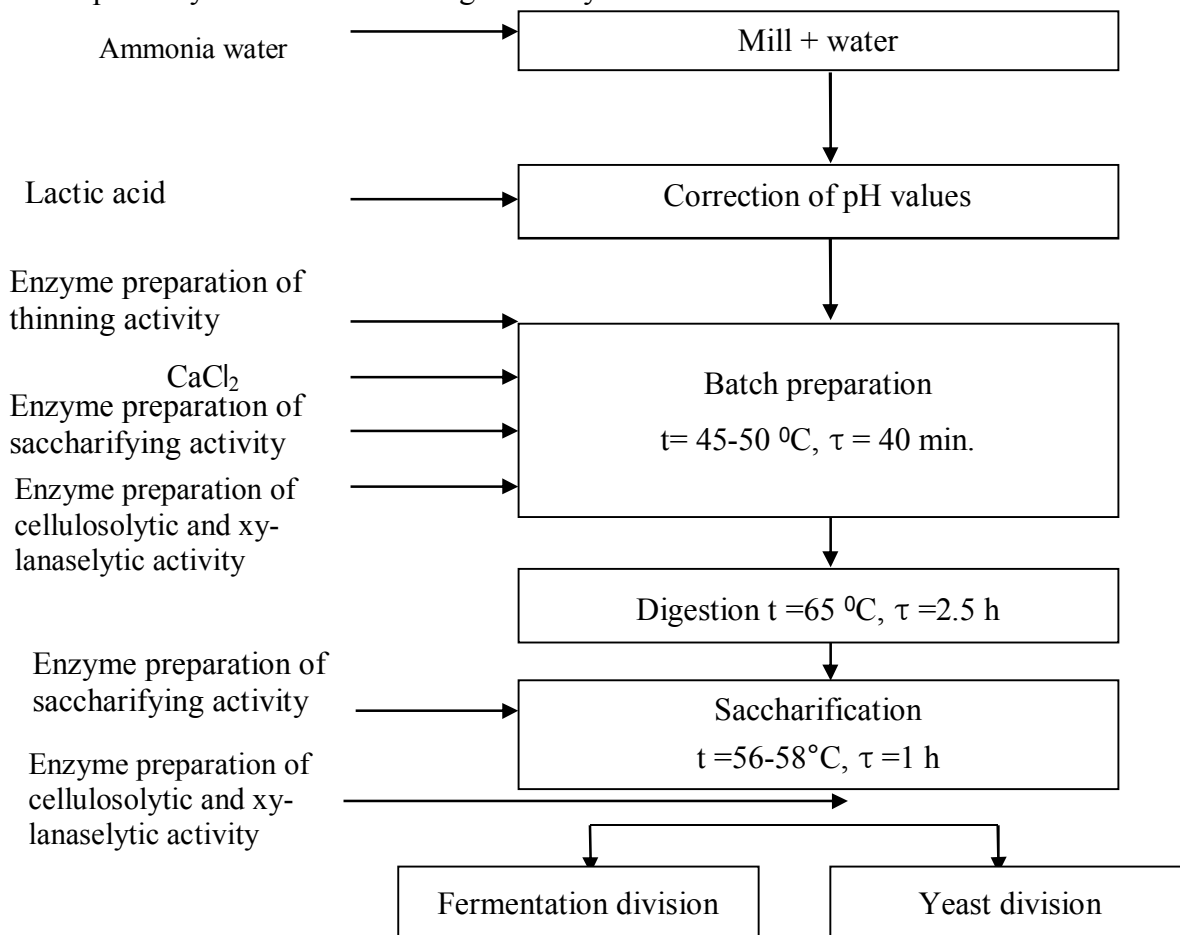 Ammonia water
Mill + water
Lactic acid
Correction of pH values
Enzyme preparation of
thinning activity
CaCl₂
Enzyme preparation of
saccharifying activity
Enzyme preparation of
cellulosolytic and xy-
lanaselytic activity
Batch preparation
t= 45-50 ⁰C, τ = 40 min.
Digestion t =65 ⁰C, τ =2.5 h
Enzyme preparation of
saccharifying activity
Saccharification
t =56-58°C, τ =1 h
Enzyme preparation of
cellulosolytic and xy-
lanaselytic activity
Fermentation division
Yeast division